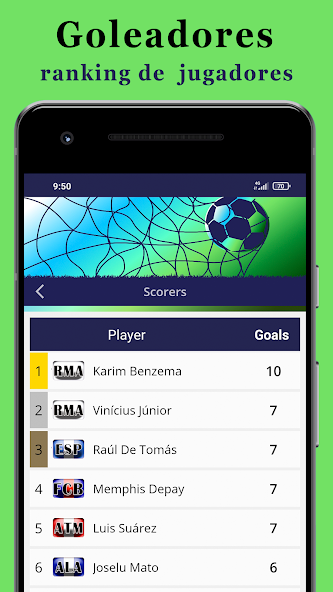 Goleadores
ranking de jugadores
9:50 4G 70
Scorers
Player Goals
1 RMA Karim Benzema 10
2 RMA Vinícius Júnior 7
3 ESP Raúl De Tomás 7
4 FCB Memphis Depay 7
5 ATM Luis Suárez 7
6 ALA Joselu Mato 6